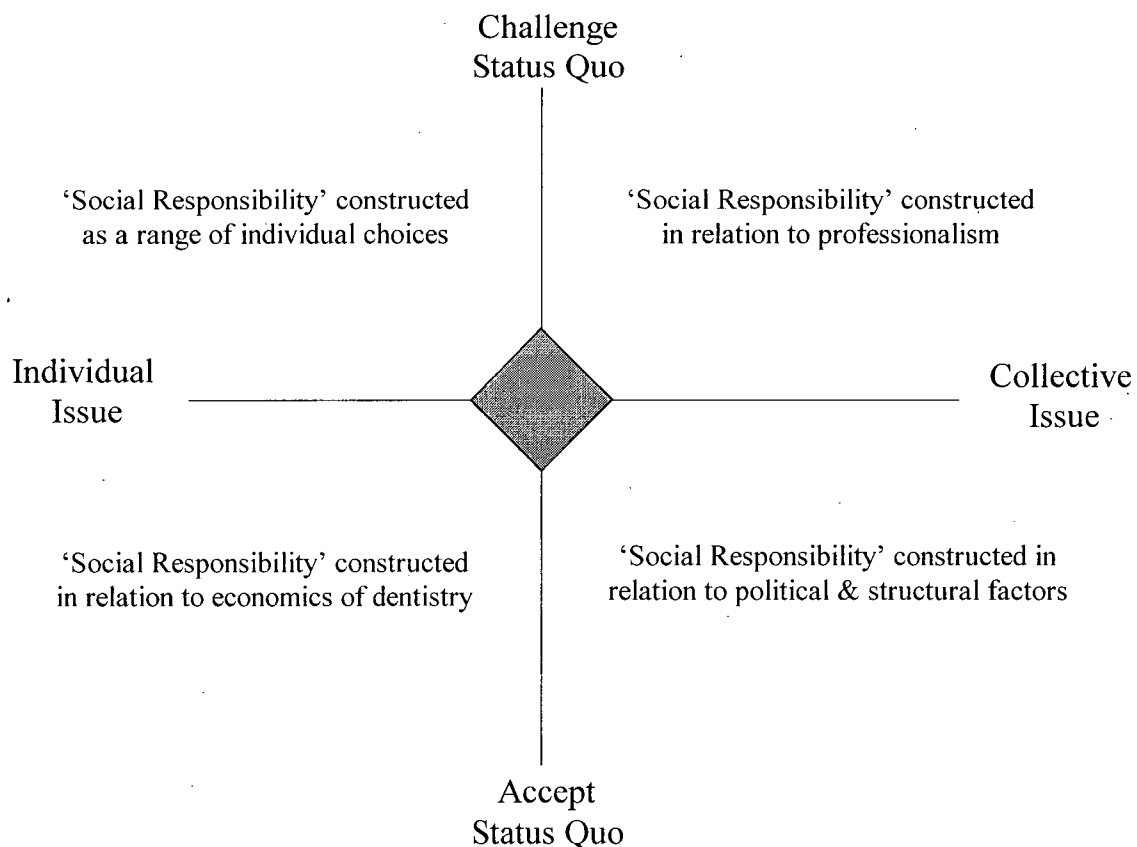 Challenge
Status Quo
‘Social Responsibility’ constructed
as a range of individual choices
‘Social Responsibility’ constructed
in relation to professionalism
Individual
Issue
Collective
Issue
‘Social Responsibility’ constructed
in relation to economics of dentistry
‘Social Responsibility’ constructed in
relation to political & structural factors
Accept
Status Quo